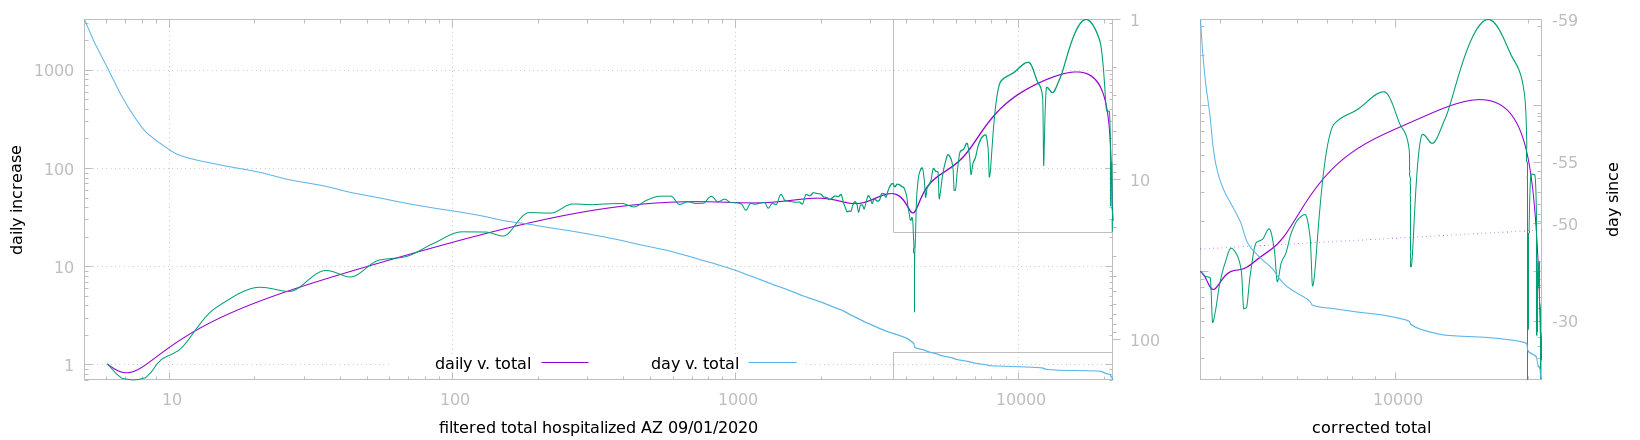 1000
100
10
1
daily increase
1
10
100
daily v. total
day v. total
10
100
1000
10000
filtered total hospitalized AZ 09/01/2020
-59
-55
-50
-30
day since
10000
corrected total